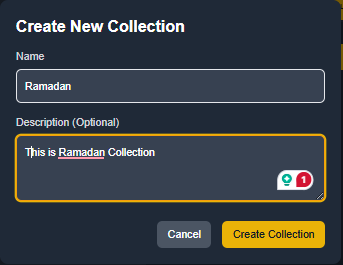 Create New Collection
Name
Ramadan
Description (Optional)
This is Ramadan Collection
1
Cancel Create Collection